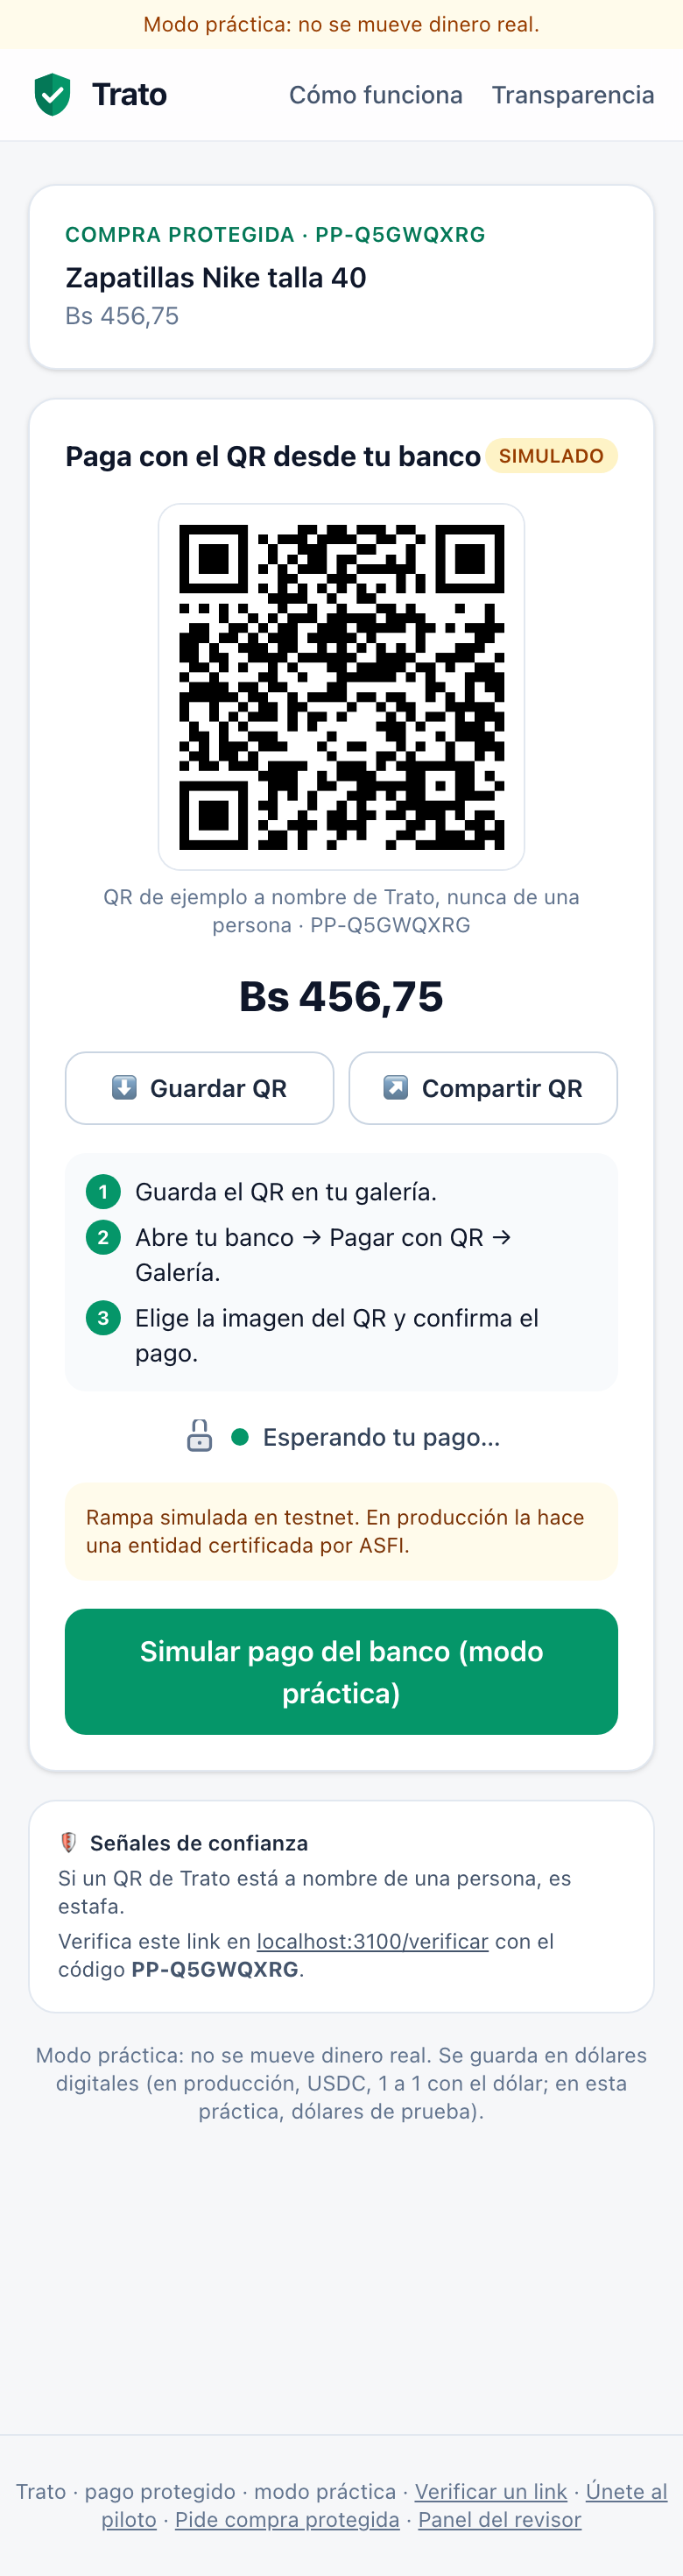 Modo práctica: no se mueve dinero real.
Trato
Cómo funciona
Transparencia
COMPRA PROTEGIDA · PP-Q5GWQXRG
Zapatillas Nike talla 40
Bs 456,75
Paga con el QR desde tu banco
SIMULADO
QR de ejemplo a nombre de Trato, nunca de una
persona · PP-Q5GWQXRG
Bs 456,75
Guardar QR
Compartir QR
1 Guarda el QR en tu galería.
2 Abre tu banco → Pagar con QR →
Galería.
3 Elige la imagen del QR y confirma el
pago.
Esperando tu pago...
Rampa simulada en testnet. En producción la hace
una entidad certificada por ASFI.
Simular pago del banco (modo
práctica)
Señales de confianza
Si un QR de Trato está a nombre de una persona, es
estafa.
Verifica este link en localhost:3100/verificar con el
código PP-Q5GWQXRG.
Modo práctica: no se mueve dinero real. Se guarda en dólares
digitales (en producción, USDC, 1 a 1 con el dólar; en esta
práctica, dólares de prueba).
Trato · pago protegido · modo práctica · Verificar un link · Únete al
piloto · Pide compra protegida · Panel del revisor